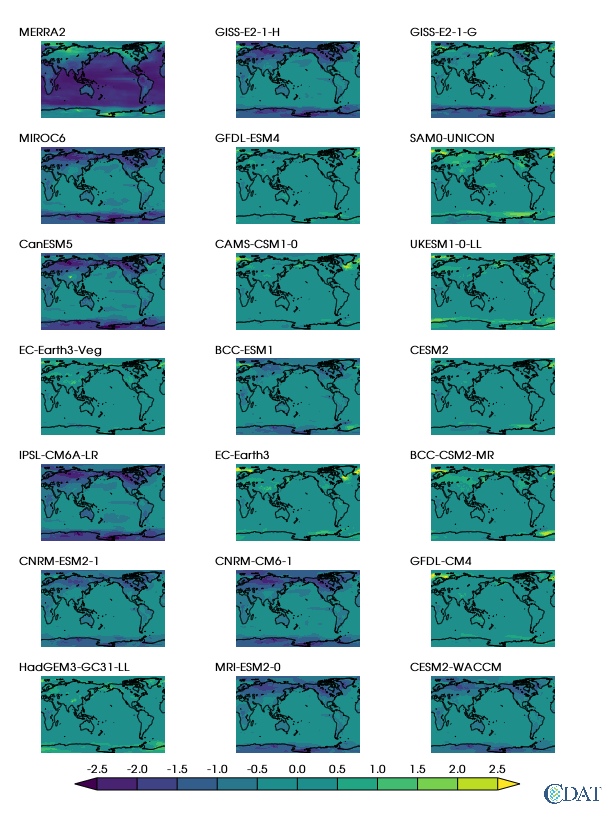 MERRA2 GISS-E2-1-H GISS-E2-1-G
MIROC6 GFDL-ESM4 SAM0-UNICON
CanESM5 CAMS-CSM1-0 UKESM1-0-LL
EC-Earth3-Veg BCC-ESM1 CESM2
IPSL-CM6A-LR EC-Earth3 BCC-CSM2-MR
CNRM-ESM2-1 CNRM-CM6-1 GFDL-CM4
HadGEM3-GC31-LL MRI-ESM2-0 CESM2-WACCM
-2.5 -2.0 -1.5 -1.0 -0.5 0.0 0.5 1.0 1.5 2.0 2.5
CDAT